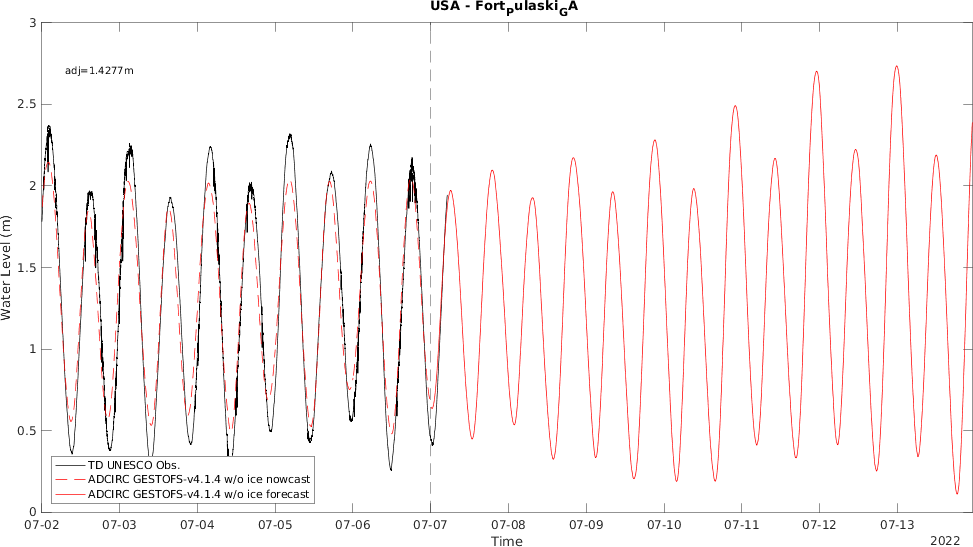 USA - FortPulaskiGA
3
adj=1.4277m
2.5
2
1.5
1
0.5
0
Water Level (m)
TD UNESCO Obs.
ADCIRC GESTOFS-v4.1.4 w/o ice nowcast
ADCIRC GESTOFS-v4.1.4 w/o ice forecast
07-02 07-03 07-04 07-05 07-06 07-07 07-08 07-09 07-10 07-11 07-12 07-13
Time
2022